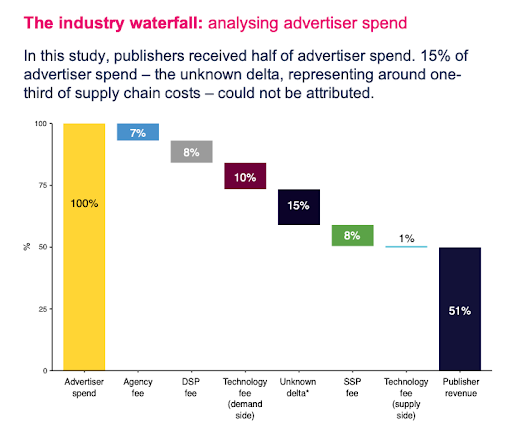 The industry waterfall: analysing advertiser spend
In this study, publishers received half of advertiser spend. 15% of
advertiser spend – the unknown delta, representing around one-
third of supply chain costs – could not be attributed.
100
75
50
25
0
%
100%
7%
8%
10%
15%
8%
1%
51%
Advertiser
spend
Agency
fee
DSP
fee
Technology
fee
(demand
side)
Unknown
delta*
SSP
fee
Technology
fee
(supply
side)
Publisher
revenue